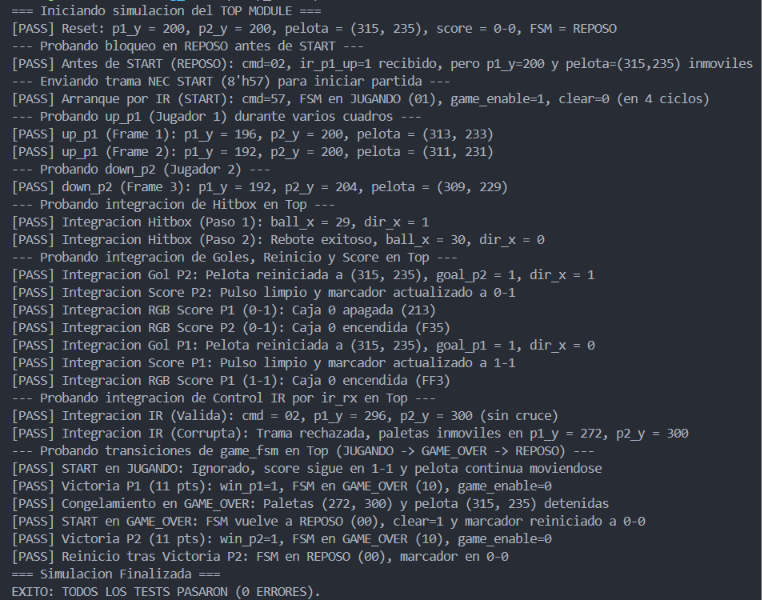 === Iniciando simulacion del TOP MODULE ===
[PASS] Reset: p1_y = 200, p2_y = 200, pelota = (315, 235), score = 0-0, FSM = REPOSO
--- Probando bloqueo en REPOSO antes de START ---
[PASS] Antes de START (REPOSO): cmd=02, ir_p1_up=1 recibido, pero p1_y=200 y pelota=(315,235) inmoviles
--- Enviando trama NEC START (8'h57) para iniciar partida ---
[PASS] Arranque por IR (START): cmd=57, FSM en JUGANDO (01), game_enable=1, clear=0 (en 4 ciclos)
--- Probando up_p1 (Jugador 1) durante varios cuadros ---
[PASS] up_p1 (Frame 1): p1_y = 196, p2_y = 200, pelota = (313, 233)
[PASS] up_p1 (Frame 2): p1_y = 192, p2_y = 200, pelota = (311, 231)
--- Probando down_p2 (Jugador 2) ---
[PASS] down_p2 (Frame 3): p1_y = 192, p2_y = 204, pelota = (309, 229)
--- Probando integracion de Hitbox en Top ---
[PASS] Integracion Hitbox (Paso 1): ball_x = 29, dir_x = 1
[PASS] Integracion Hitbox (Paso 2): Rebote exitoso, ball_x = 30, dir_x = 0
--- Probando integracion de Goles, Reinicio y Score en Top ---
[PASS] Integracion Gol P2: Pelota reiniciada a (315, 235), goal_p2 = 1, dir_x = 1
[PASS] Integracion Score P2: Pulso limpio y marcador actualizado a 0-1
[PASS] Integracion RGB Score P1 (0-1): Caja 0 apagada (213)
[PASS] Integracion RGB Score P2 (0-1): Caja 0 encendida (F35)
[PASS] Integracion Gol P1: Pelota reiniciada a (315, 235), goal_p1 = 1, dir_x = 0
[PASS] Integracion Score P1: Pulso limpio y marcador actualizado a 1-1
[PASS] Integracion RGB Score P1 (1-1): Caja 0 encendida (FF3)
--- Probando integracion de Control IR por ir_rx en Top ---
[PASS] Integracion IR (Valida): cmd = 02, p1_y = 296, p2_y = 300 (sin cruce)
[PASS] Integracion IR (Corrupta): Trama rechazada, paletas inmoviles en p1_y = 272, p2_y = 300
--- Probando transiciones de game_fsm en Top (JUGANDO -> GAME_OVER -> REPOSO) ---
[PASS] START en JUGANDO: Ignorado, score sigue en 1-1 y pelota continua moviendose
[PASS] Victoria P1 (11 pts): win_p1=1, FSM en GAME_OVER (10), game_enable=0
[PASS] Congelamiento en GAME_OVER: Paletas (272, 300) y pelota (315, 235) detenidas
[PASS] START en GAME_OVER: FSM vuelve a REPOSO (00), clear=1 y marcador reiniciado a 0-0
[PASS] Victoria P2 (11 pts): win_p2=1, FSM en GAME_OVER (10), game_enable=0
[PASS] Reinicio tras Victoria P2: FSM en REPOSO (00), marcador en 0-0
=== Simulacion Finalizada ===
EXITO: TODOS LOS TESTS PASARON (0 ERRORES).